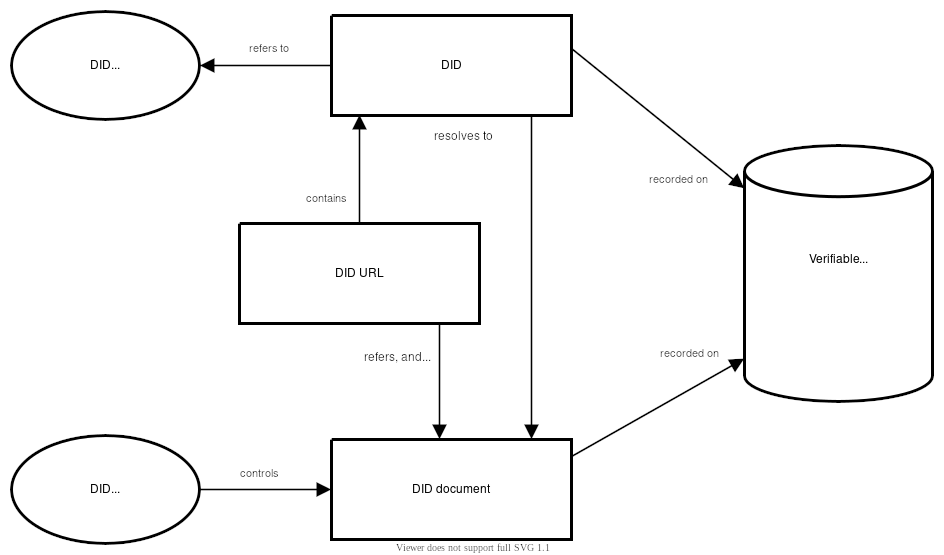 refers to
DID...
DID
resolves to
recorded on
contains
Verifiable...
DID URL
refers, and...
recorded on
controls
DID...
DID document
Viewer does not support full SVG 1.1